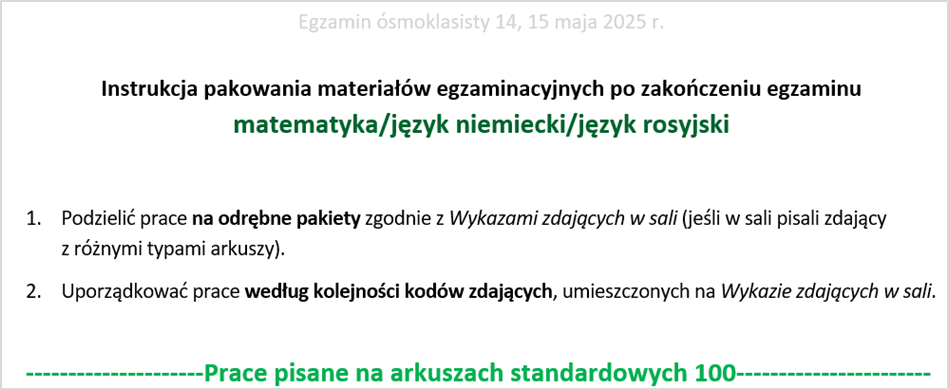 Egzamin ósmoklasisty 14, 15 maja 2025 r.
Instrukcja pakowania materiałów egzaminacyjnych po zakończeniu egzaminu
matematyka/język niemiecki/język rosyjski
1. Podzielić prace na odrębne pakiety zgodnie z Wykazami zdających w sali (jeśli w sali pisali zdający
z różnymi typami arkuszy).
2. Uporządkować prace według kolejności kodów zdających, umieszczonych na Wykazie zdających w sali.
---------------------Prace pisane na arkuszach standardowych 100-----------------------